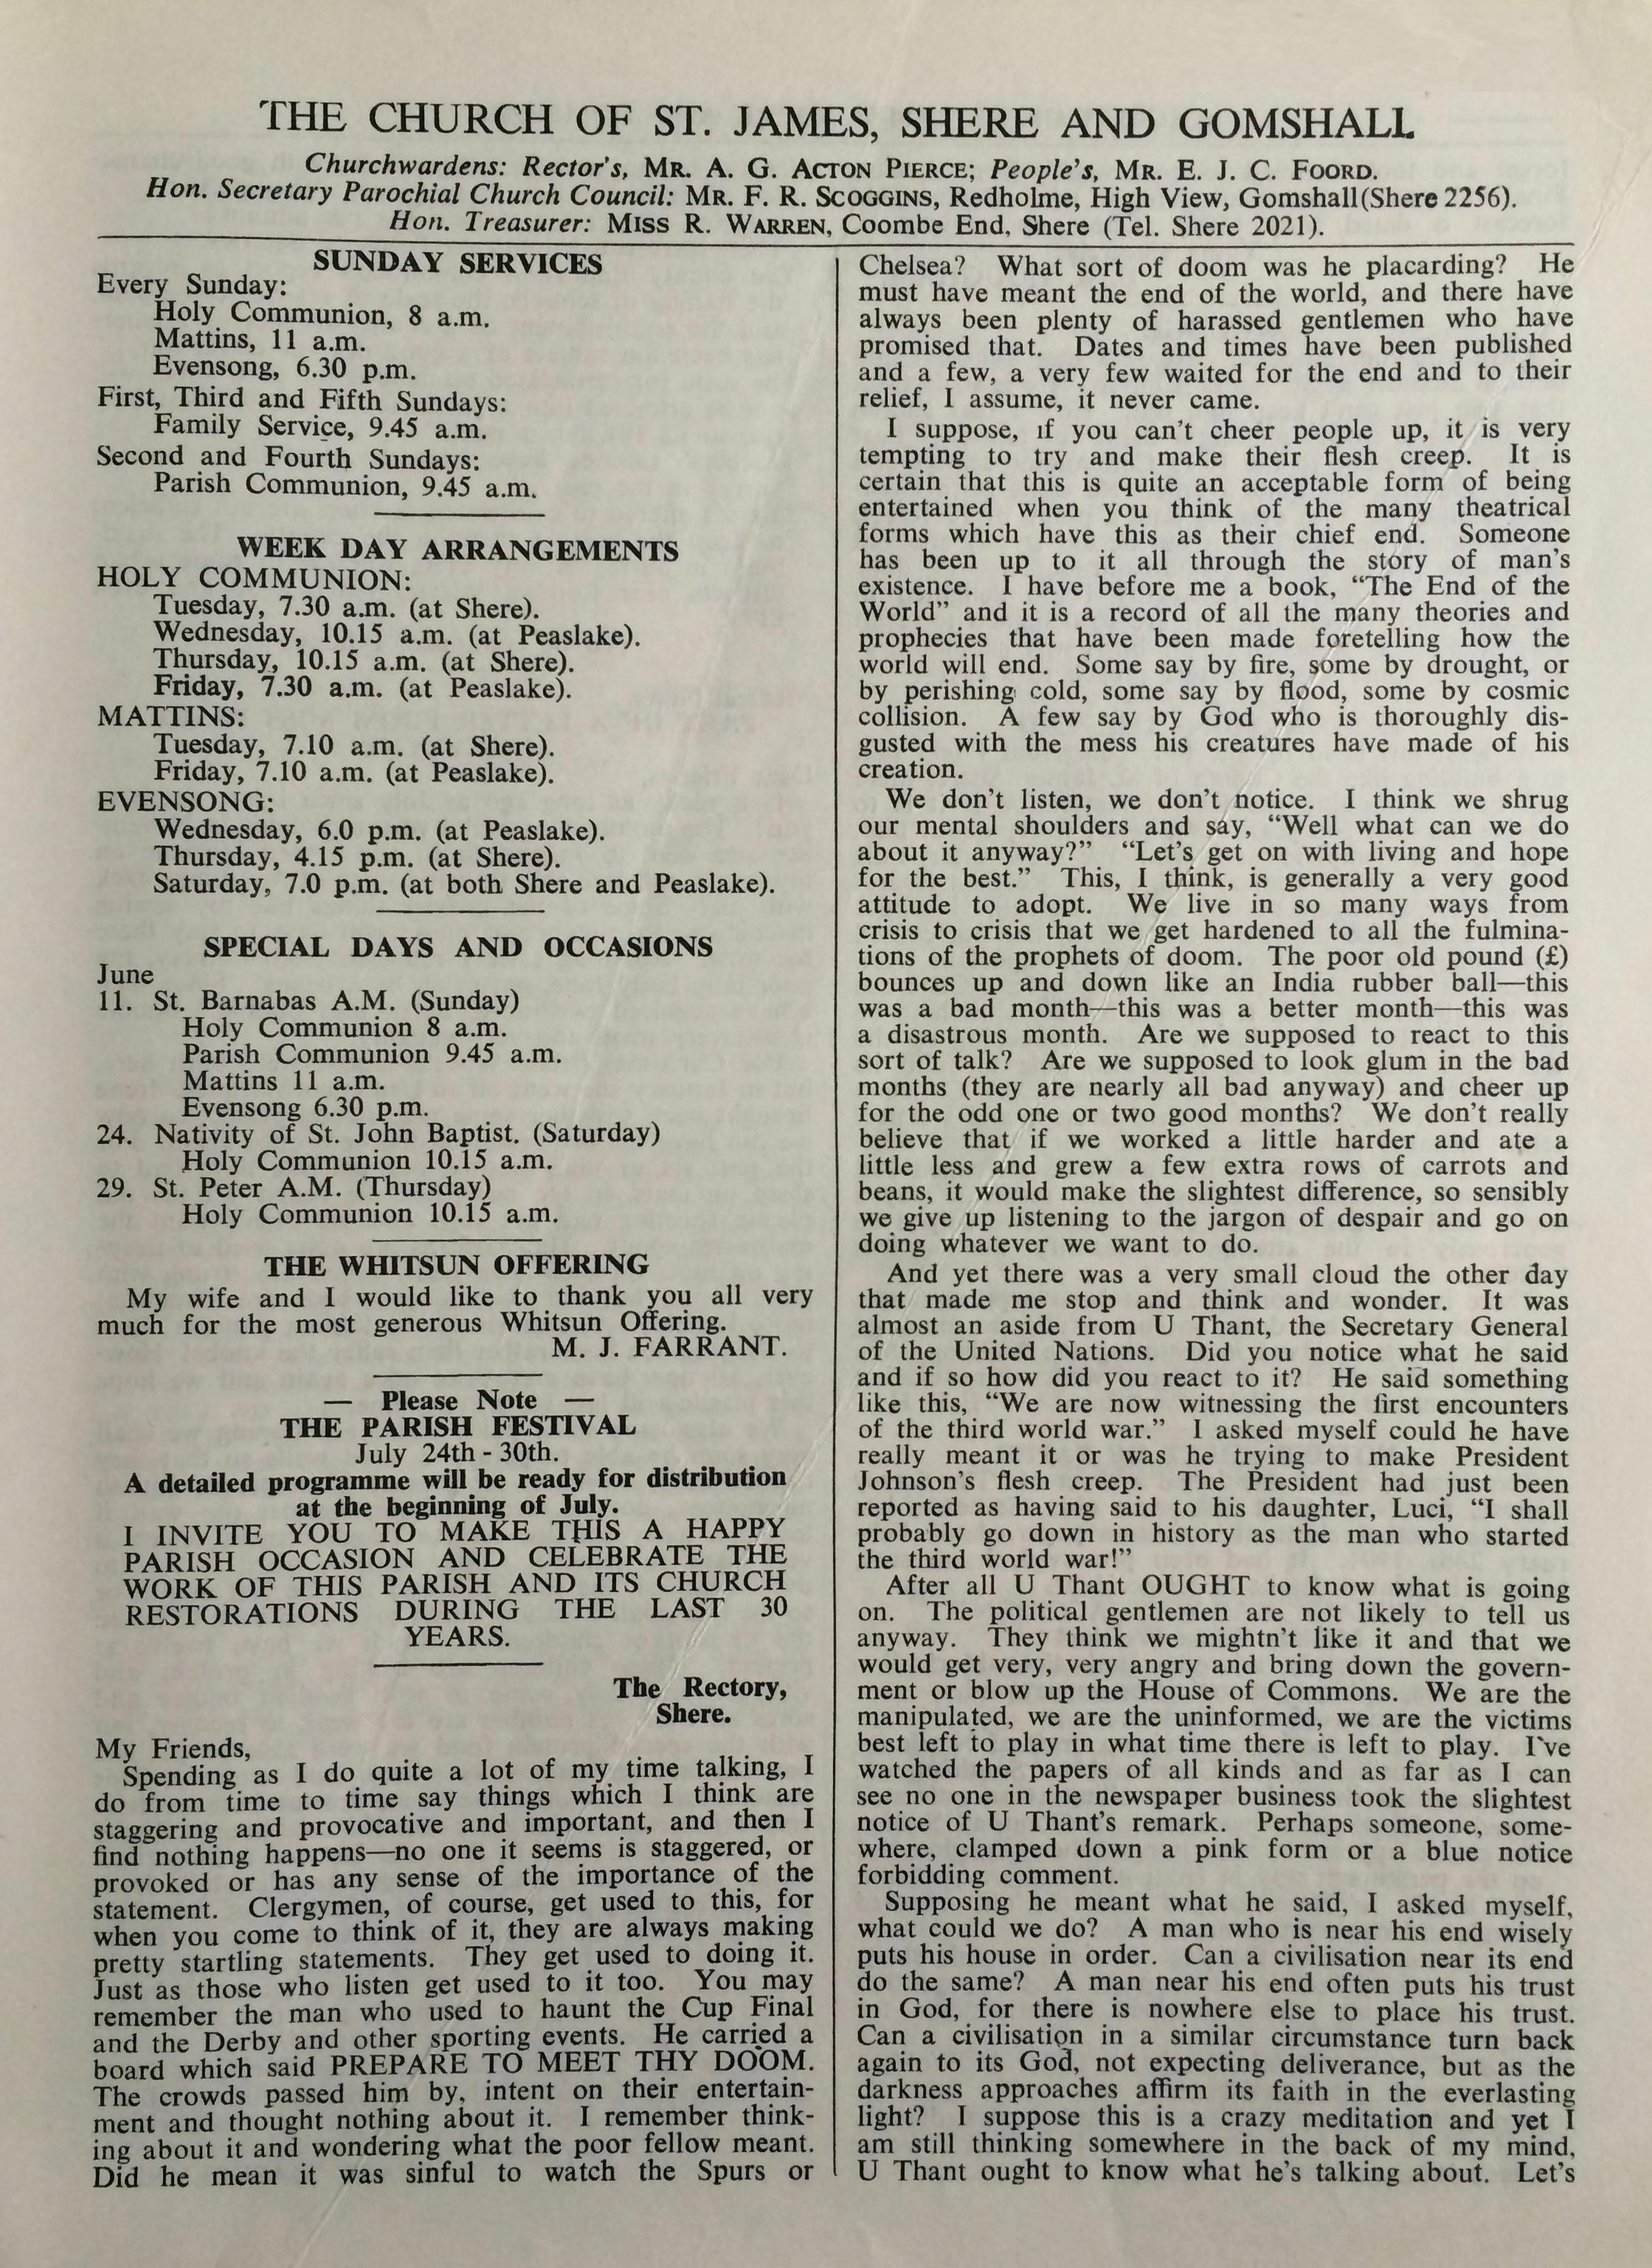 THE CHURCH OF ST. JAMES, SHERE AND GOMSHALL
Churchwardens: Rector's, MR. A. G. ACTON PIERCE; People's, MR. E. J. C. FOORD.
Hon. Secretary Parochial Church Council: MR. F. R. SCOGGINS, Redholme, High View, Gomshall(Shere 2256).
Hon. Treasurer: MISS R. WARREN, Coombe End, Shere (Tel. Shere 2021).
SUNDAY SERVICES
Every Sunday:
Holy Communion, 8 a.m.
Mattins, 11 a.m.
Evensong, 6.30 p.m.
First, Third and Fifth Sundays:
Family Service, 9.45 a.m.
Second and Fourth Sundays:
Parish Communion, 9.45 a.m.
WEEK DAY ARRANGEMENTS
HOLY COMMUNION:
Tuesday, 7.30 a.m. (at Shere).
Wednesday, 10.15 a.m. (at Peaslake).
Thursday, 10.15 a.m. (at Shere).
Friday, 7.30 a.m. (at Peaslake).
MATTINS:
Tuesday, 7.10 a.m. (at Shere).
Friday, 7.10 a.m. (at Peaslake).
EVENSONG:
Wednesday, 6.0 p.m. (at Peaslake).
Thursday, 4.15 p.m. (at Shere).
Saturday, 7.0 p.m. (at both Shere and Peaslake).
SPECIAL DAYS AND OCCASIONS
June
11. St. Barnabas A.M. (Sunday)
Holy Communion 8 a.m.
Parish Communion 9.45 a.m.
Mattins 11 a.m.
Evensong 6.30 p.m.
24. Nativity of St. John Baptist. (Saturday)
Holy Communion 10.15 a.m.
29. St. Peter A.M. (Thursday)
Holy Communion 10.15 a.m.
THE WHITSUN OFFERING
My wife and I would like to thank you all very
much for the most generous Whitsun Offering.
M. J. FARRANT.
— Please Note —
THE PARISH FESTIVAL
July 24th - 30th.
A detailed programme will be ready for distribution
at the beginning of July.
I INVITE YOU TO MAKE THIS A HAPPY
PARISH OCCASION AND CELEBRATE THE
WORK OF THIS PARISH AND ITS CHURCH
RESTORATIONS DURING THE LAST 30
YEARS.
The Rectory,
Shere.
My Friends,
Spending as I do quite a lot of my time talking, I
do from time to time say things which I think are
staggering and provocative and important, and then I
find nothing happens—no one it seems is staggered, or
provoked or has any sense of the importance of the
statement. Clergymen, of course, get used to this, for
when you come to think of it, they are always making
pretty startling statements. They get used to doing it.
Just as those who listen get used to it too. You may
remember the man who used to haunt the Cup Final
and the Derby and other sporting events. He carried a
board which said PREPARE TO MEET THY DOOM.
The crowds passed him by, intent on their entertain-
ment and thought nothing about it. I remember think-
ing about it and wondering what the poor fellow meant.
Did he mean it was sinful to watch the Spurs or
Chelsea? What sort of doom was he placarding? He
must have meant the end of the world, and there have
always been plenty of harassed gentlemen who have
promised that. Dates and times have been published
and a few, a very few waited for the end and to their
relief, I assume, it never came.
I suppose, if you can't cheer people up, it is very
tempting to try and make their flesh creep. It is
certain that this is quite an acceptable form of being
entertained when you think of the many theatrical
forms which have this as their chief end. Someone
has been up to it all through the story of man's
existence. I have before me a book, "The End of the
World" and it is a record of all the many theories and
prophecies that have been made foretelling how the
world will end. Some say by fire, some by drought, or
by perishing cold, some say by flood, some by cosmic
collision. A few say by God who is thoroughly dis-
gusted with the mess his creatures have made of his
creation.
We don't listen, we don't notice. I think we shrug
our mental shoulders and say, "Well what can we do
about it anyway?" "Let's get on with living and hope
for the best." This, I think, is generally a very good
attitude to adopt. We live in so many ways from
crisis to crisis that we get hardened to all the fulmina-
tions of the prophets of doom. The poor old pound (£)
bounces up and down like an India rubber ball—this
was a bad month—this was a better month—this was
a disastrous month. Are we supposed to react to this
sort of talk? Are we supposed to look glum in the bad
months (they are nearly all bad anyway) and cheer up
for the odd one or two good months? We don't really
believe that if we worked a little harder and ate a
little less and grew a few extra rows of carrots and
beans, it would make the slightest difference, so sensibly
we give up listening to the jargon of despair and go on
doing whatever we want to do.
And yet there was a very small cloud the other day
that made me stop and think and wonder. It was
almost an aside from U Thant, the Secretary General
of the United Nations. Did you notice what he said
and if so how did you react to it? He said something
like this, "We are now witnessing the first encounters
of the third world war." I asked myself could he have
really meant it or was he trying to make President
Johnson's flesh creep. The President had just been
reported as having said to his daughter, Luci, "I shall
probably go down in history as the man who started
the third world war!"
After all U Thant OUGHT to know what is going
on. The political gentlemen are not likely to tell us
anyway. They think we mightn't like it and that we
would get very, very angry and bring down the govern-
ment or blow up the House of Commons. We are the
manipulated, we are the uninformed, we are the victims
best left to play in what time there is left to play. I`ve
watched the papers of all kinds and as far as I can
see no one in the newspaper business took the slightest
notice of U Thant's remark. Perhaps someone, some-
where, clamped down a pink form or a blue notice
forbidding comment.
Supposing he meant what he said, I asked myself,
what could we do? A man who is near his end wisely
puts his house in order. Can a civilisation near its end
do the same? A man near his end often puts his trust
in God, for there is nowhere else to place his trust.
Can a civilisation in a similar circumstance turn back
again to its God, not expecting deliverance, but as the
darkness approaches affirm its faith in the everlasting
light? I suppose this is a crazy meditation and yet I
am still thinking somewhere in the back of my mind,
U Thant ought to know what he's talking about. Let's